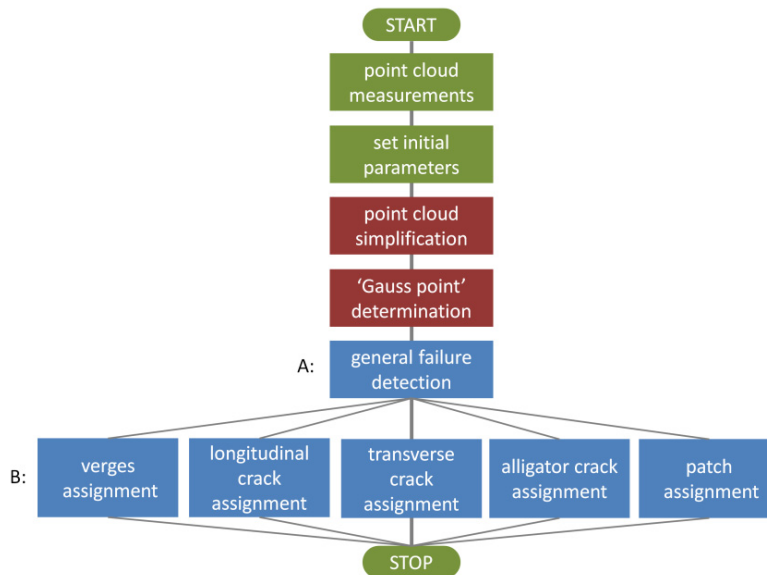 START
point cloud
measurements
set initial
parameters
point cloud
simplification
‘Gauss point’
determination
A:
general failure
detection
B:
verges
assignment
longitudinal
crack
assignment
transverse
crack
assignment
alligator crack
assignment
patch
assignment
STOP